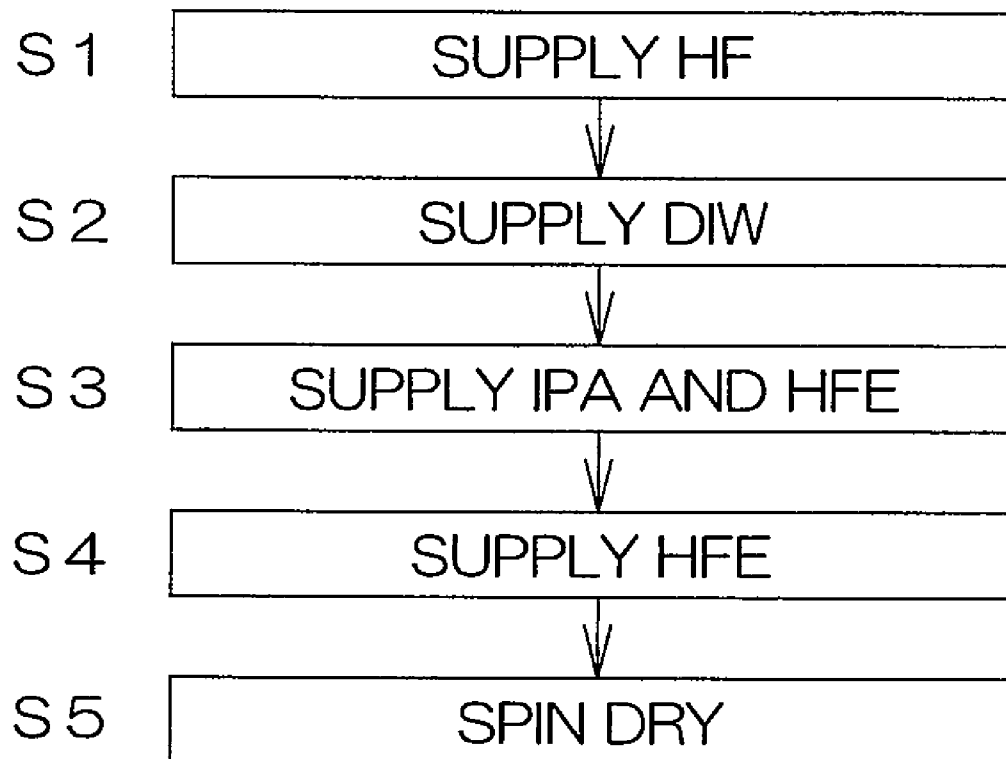 S1 SUPPLY HF
S2 SUPPLY DIW
S3 SUPPLY IPA AND HFE
S4 SUPPLY HFE
S5 SPIN DRY